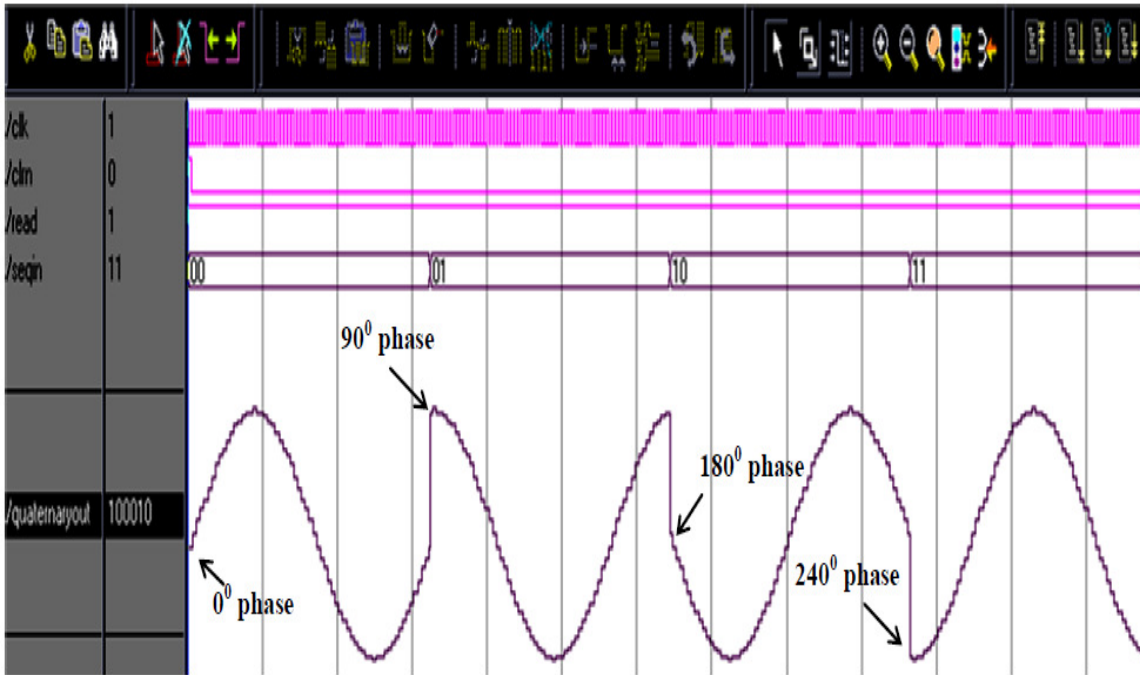 /clk 1
/clrn 0
/read 1
/seqin 11
00 01 10 11
90⁰ phase
180⁰ phase
/quaternaryout 100010
240⁰ phase
0⁰ phase